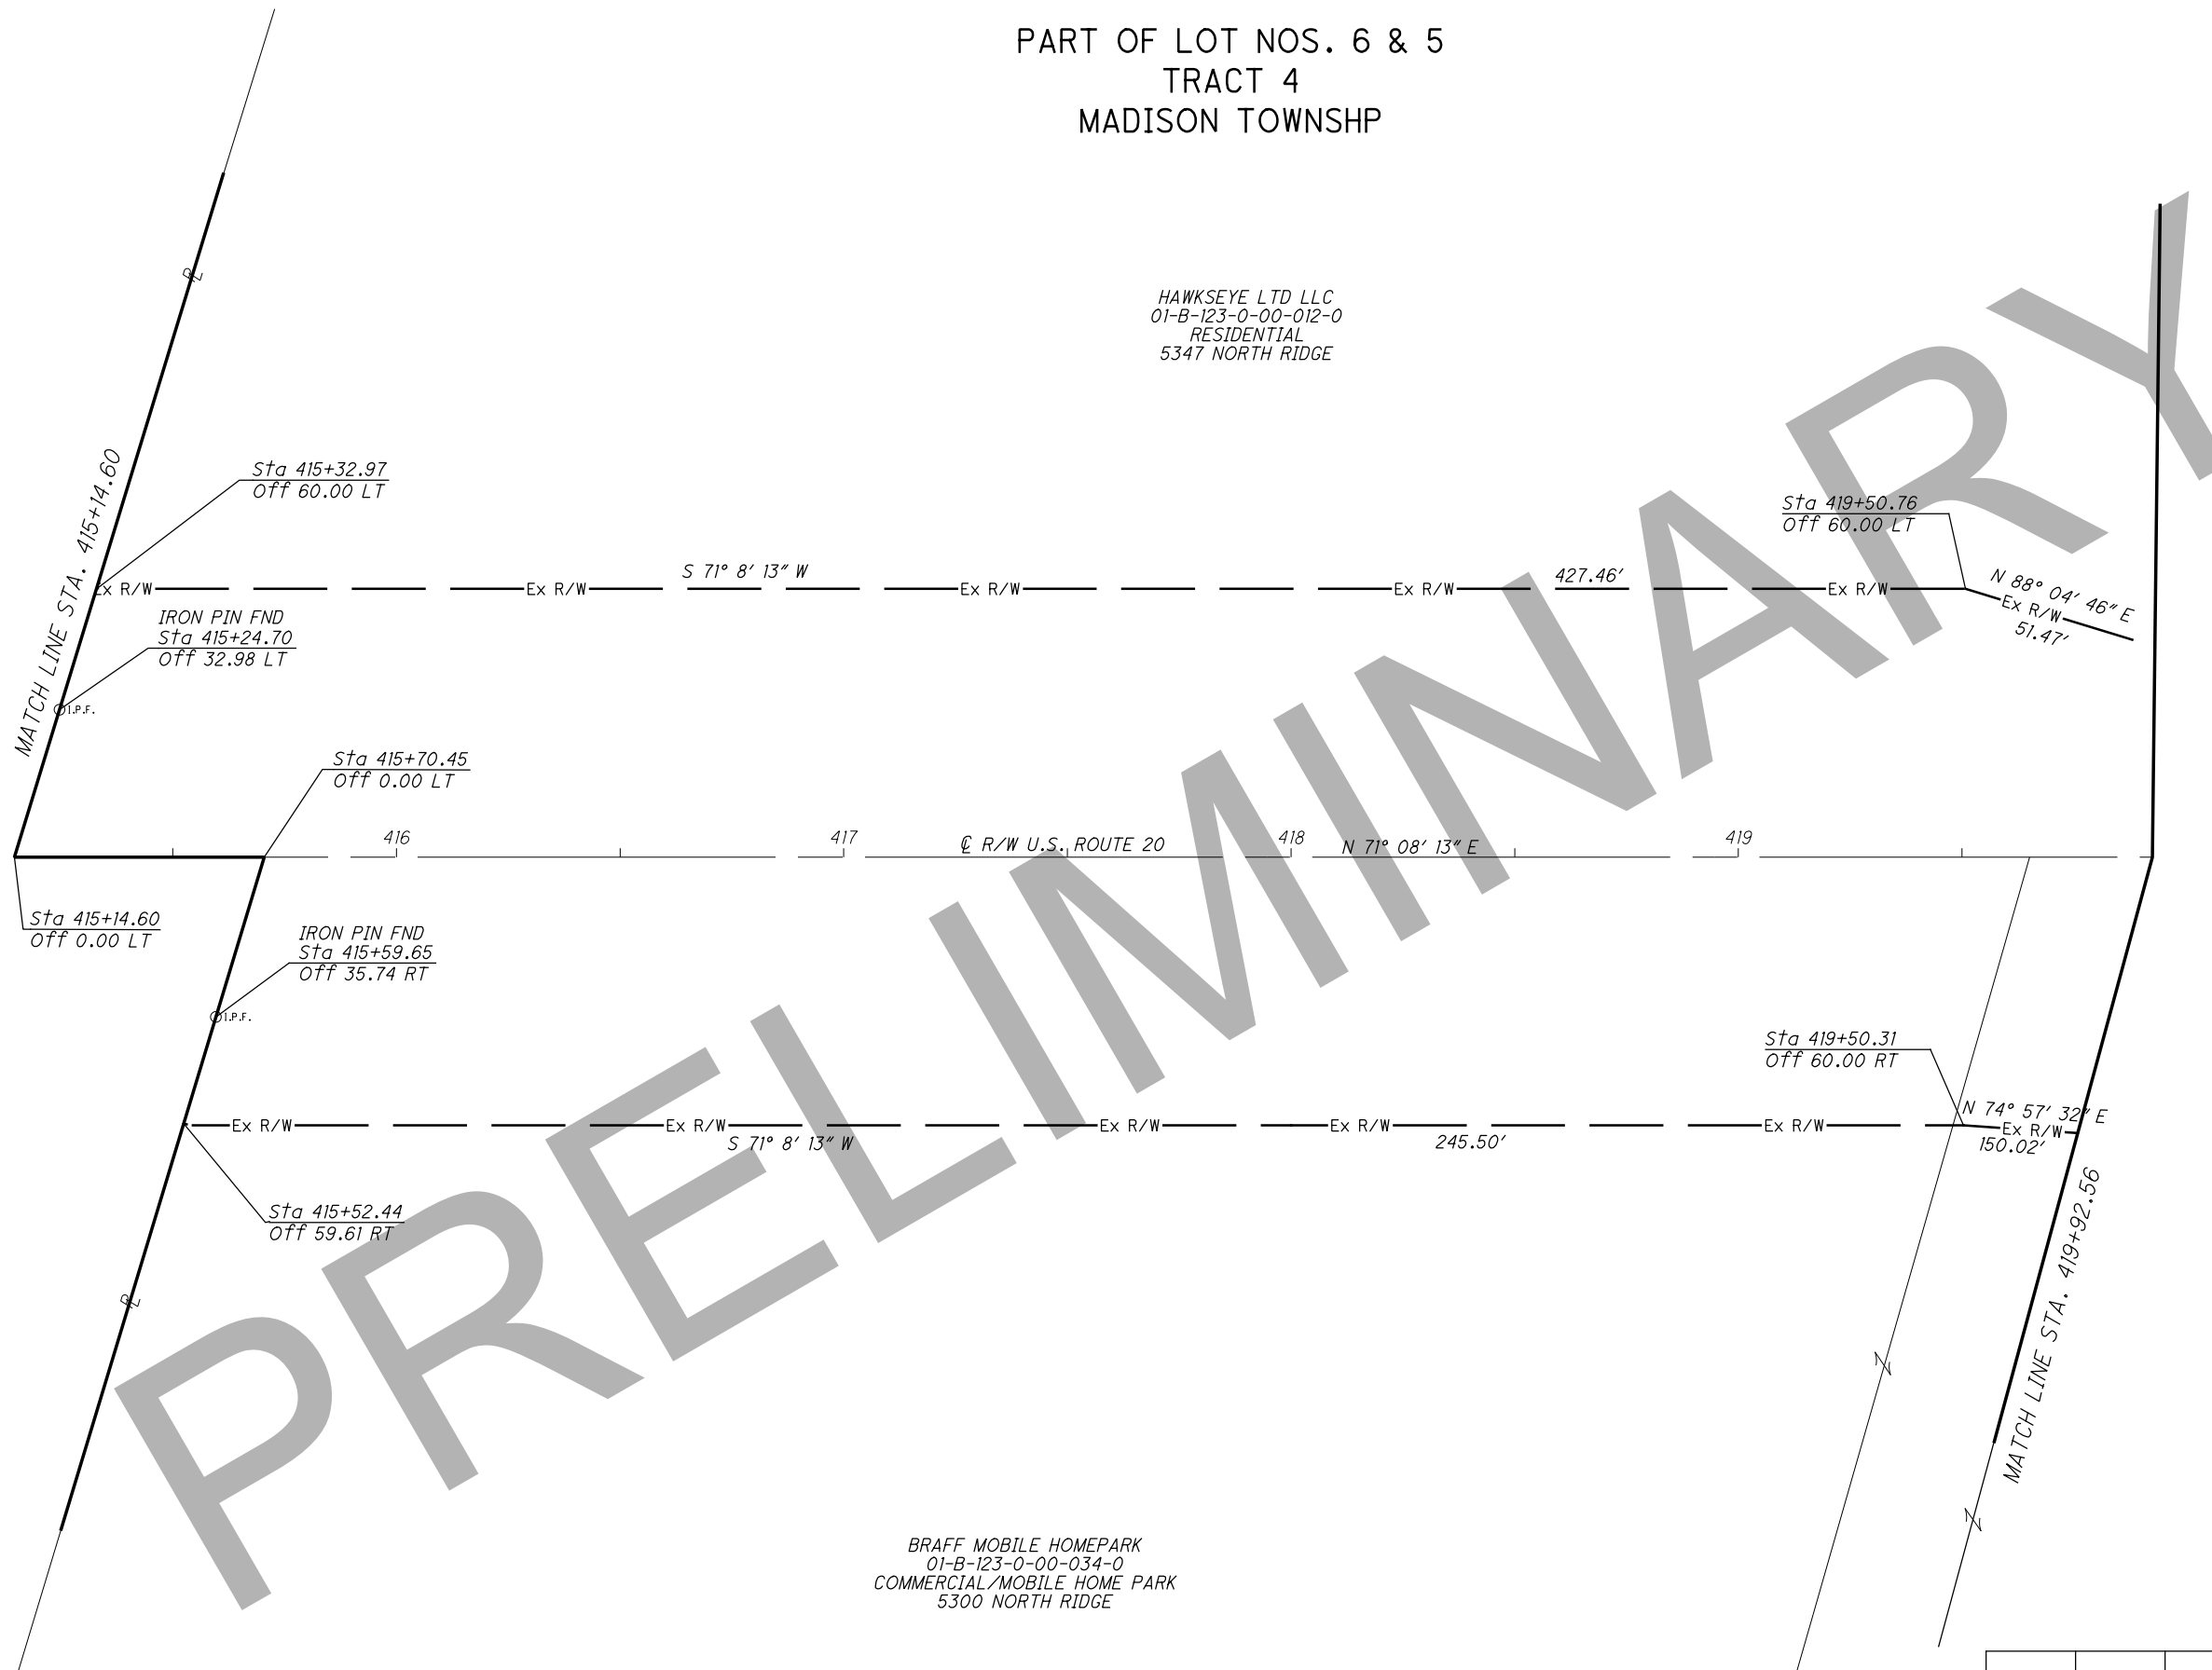 PART OF LOT NOS. 6 & 5
TRACT 4
MADISON TOWNSHP
HAWKSEYE LTD LLC
01-B-123-0-00-012-0
RESIDENTIAL
5347 NORTH RIDGE
PL
MATCH LINE STA. 415+14.60
Sta 415+32.97
Off 60.00 LT
Sta 419+50.76
Off 60.00 LT
Ex R/W
Ex R/W
S 71° 8' 13" W
Ex R/W
Ex R/W
427.46'
Ex R/W
N 88° 04' 46" E
Ex R/W
51.47'
IRON PIN FND
Sta 415+24.70
Off 32.98 LT
I.P.F.
Sta 415+70.45
Off 0.00 LT
416
417
℄ R/W U.S. ROUTE 20
418
N 71° 08' 13" E
419
Sta 415+14.60
Off 0.00 LT
IRON PIN FND
Sta 415+59.65
Off 35.74 RT
I.P.F.
Sta 419+50.31
Off 60.00 RT
Ex R/W
Ex R/W
S 71° 8' 13" W
Ex R/W
Ex R/W
245.50'
Ex R/W
N 74° 57' 32" E
Ex R/W
150.02'
Sta 415+52.44
Off 59.61 RT
PL
MATCH LINE STA. 419+92.56
BRAFF MOBILE HOMEPARK
01-B-123-0-00-034-0
COMMERCIAL/MOBILE HOME PARK
5300 NORTH RIDGE
PRELIMINARY